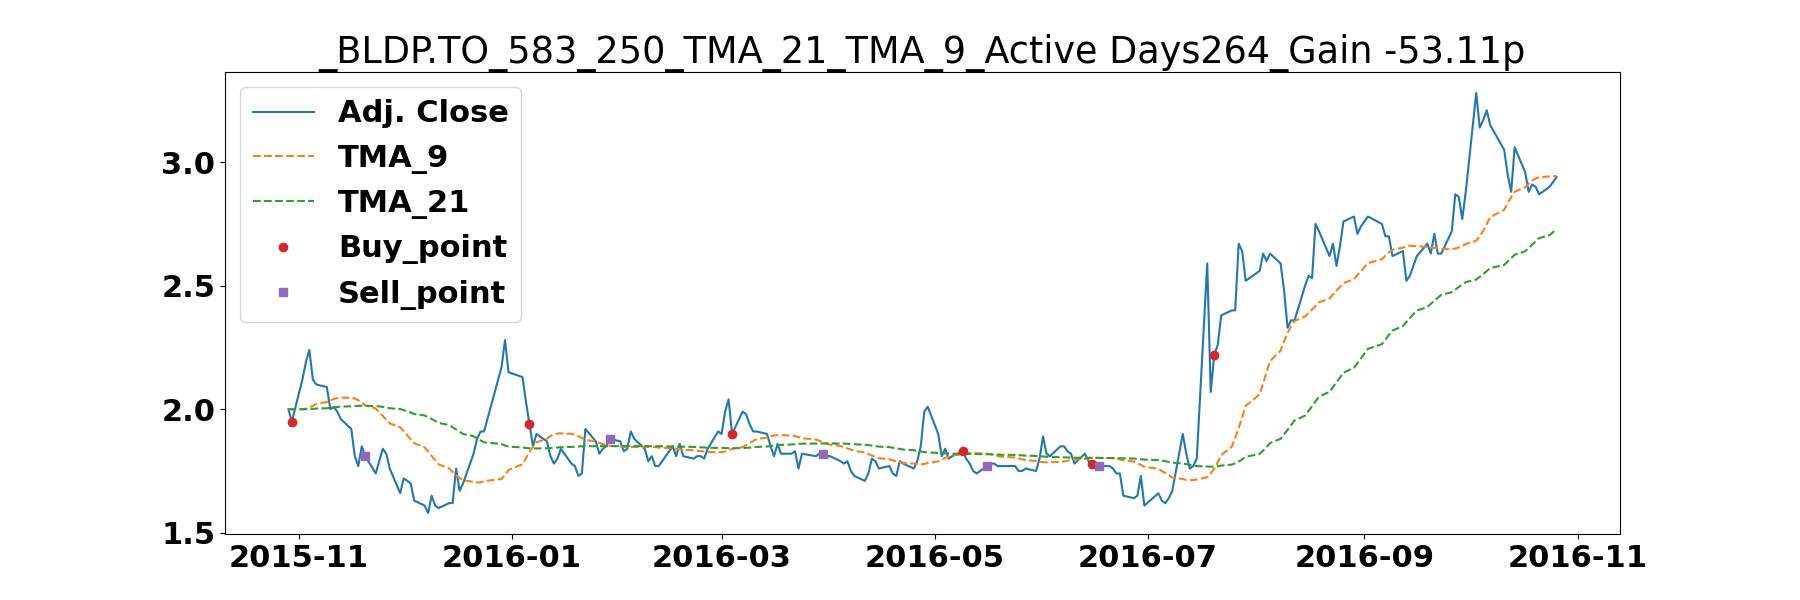 _BLDP.TO_583_250_TMA_21_TMA_9_Active Days264_Gain -53.11p
Adj. Close
TMA_9
TMA_21
Buy_point
Sell_point
3.0
2.5
2.0
1.5
2015-11 2016-01 2016-03 2016-05 2016-07 2016-09 2016-11